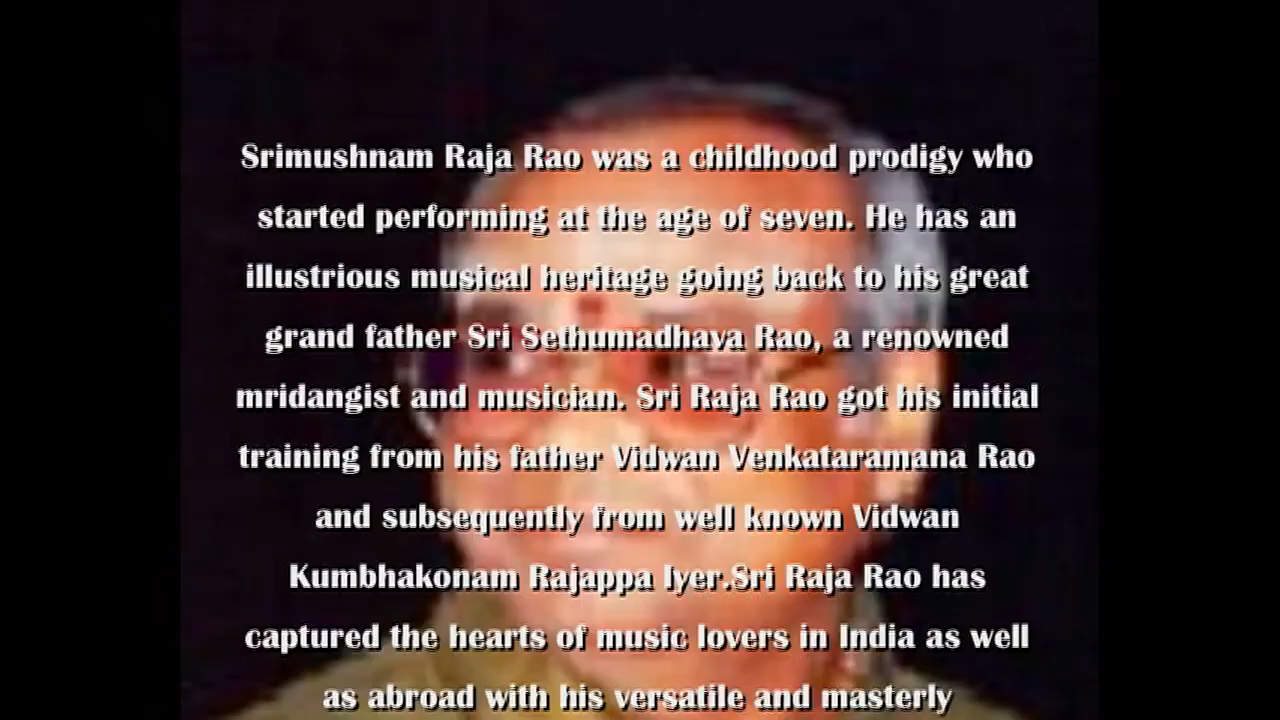 Srimushnam Raja Rao was a childhood prodigy who
started performing at the age of seven. He has an
illustrious musical heritage going back to his great
grand father Sri Sethumadhava Rao, a renowned
mridangist and musician. Sri Raja Rao got his initial
training from his father Vidwan Venkataramana Rao
and subsequently from well known Vidwan
Kumbhakonam Rajappa Iyer.Sri Raja Rao has
captured the hearts of music lovers in India as well
as abroad with his versatile and masterly